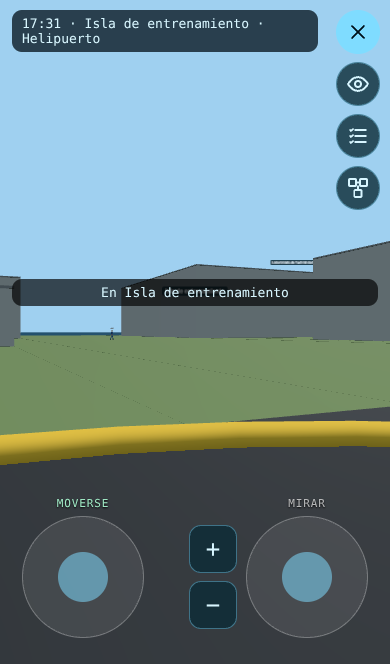 17:31 · Isla de entrenamiento ·
Helipuerto
En Isla de entrenamiento
MOVERSE
MIRAR
+
−